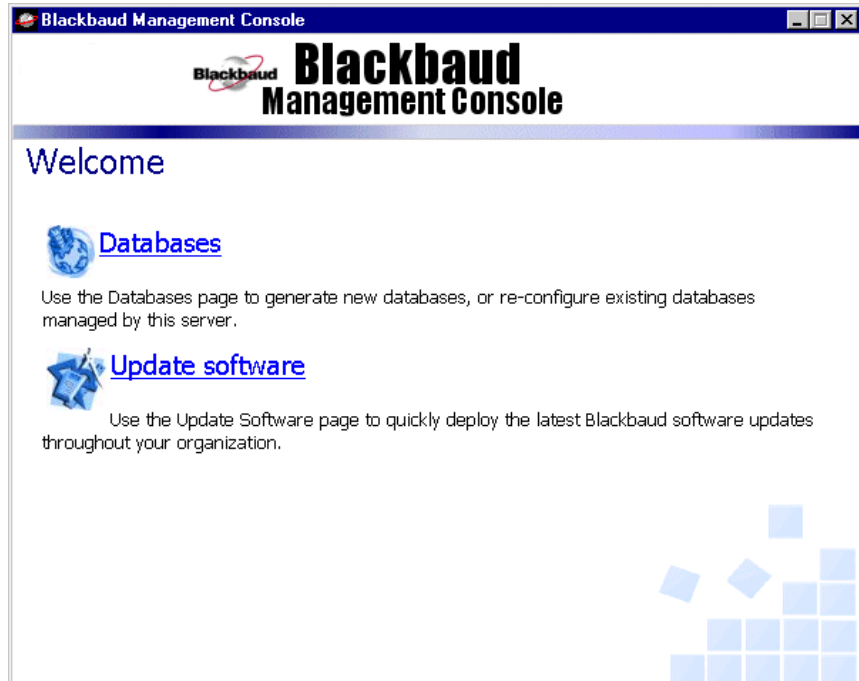 Blackbaud Management Console
Blackbaud Blackbaud
Management Console
Welcome
Databases
Use the Databases page to generate new databases, or re-configure existing databases
managed by this server.
Update software
Use the Update Software page to quickly deploy the latest Blackbaud software updates
throughout your organization.